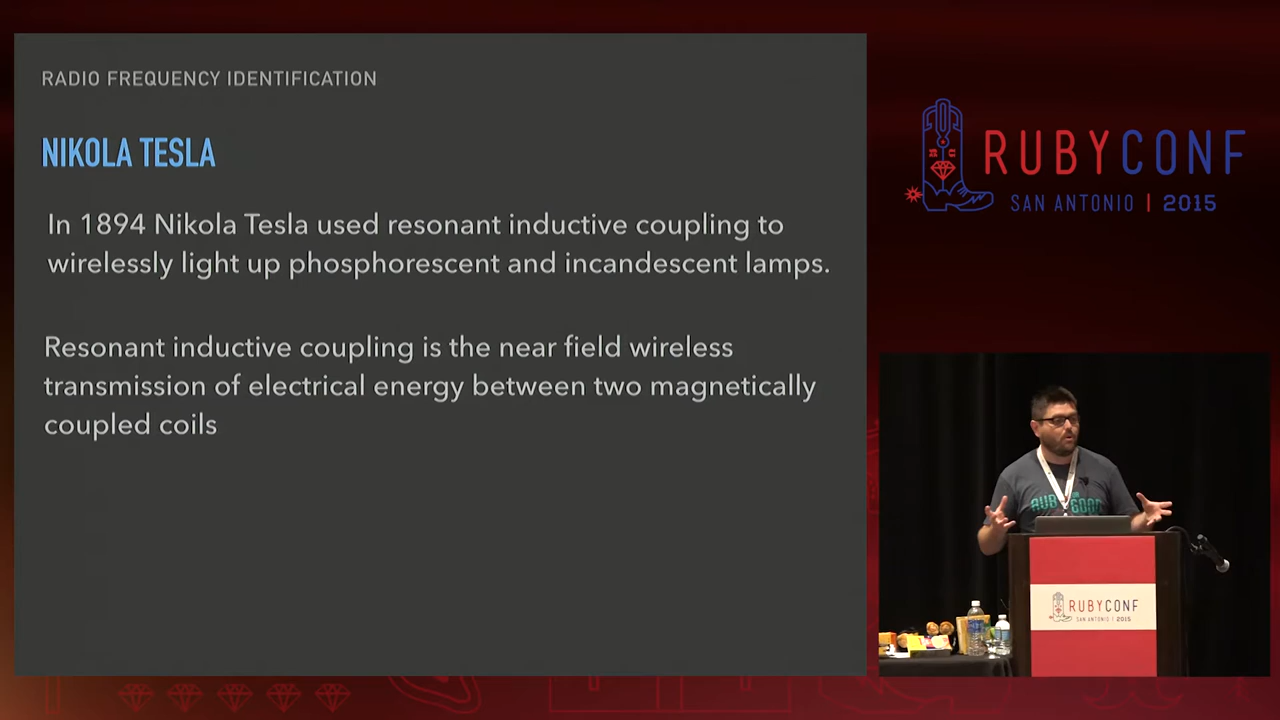 RADIO FREQUENCY IDENTIFICATION
NIKOLA TESLA
In 1894 Nikola Tesla used resonant inductive coupling to
wirelessly light up phosphorescent and incandescent lamps.
Resonant inductive coupling is the near field wireless
transmission of electrical energy between two magnetically
coupled coils
RUBYCONF
SAN ANTONIO | 2015
RUBYCONF
SAN ANTONIO | 2015